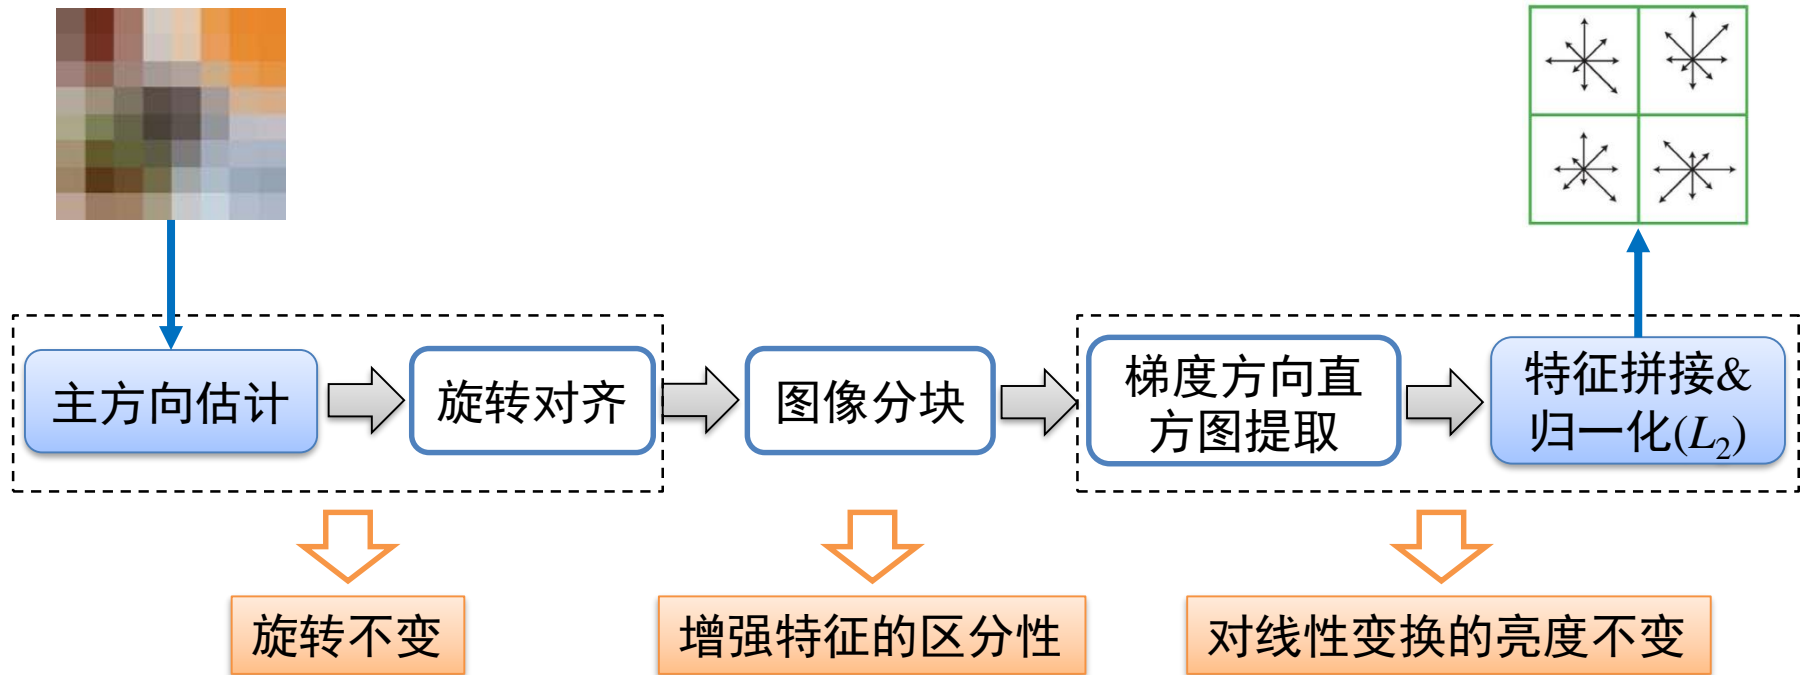 主方向估计
旋转对齐
图像分块
梯度方向直
方图提取
特征拼接&
归一化(L₂)
旋转不变
增强特征的区分性
对线性变换的亮度不变